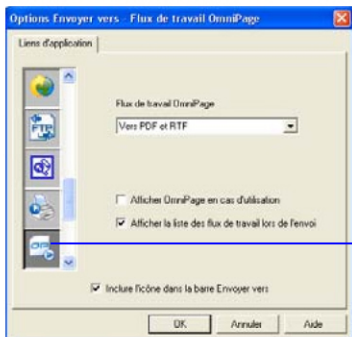 Options Envoyer vers - Flux de travail OmniPage
Liens d'application
Flux de travail OmniPage
FTP
Vers PDF et RTF
Afficher OmniPage en cas d'utilisation
Afficher la liste des flux de travail lors de l'envoi
OP
Inclure l'icône dans la barre Envoyer vers
OK
Annuler
Aide